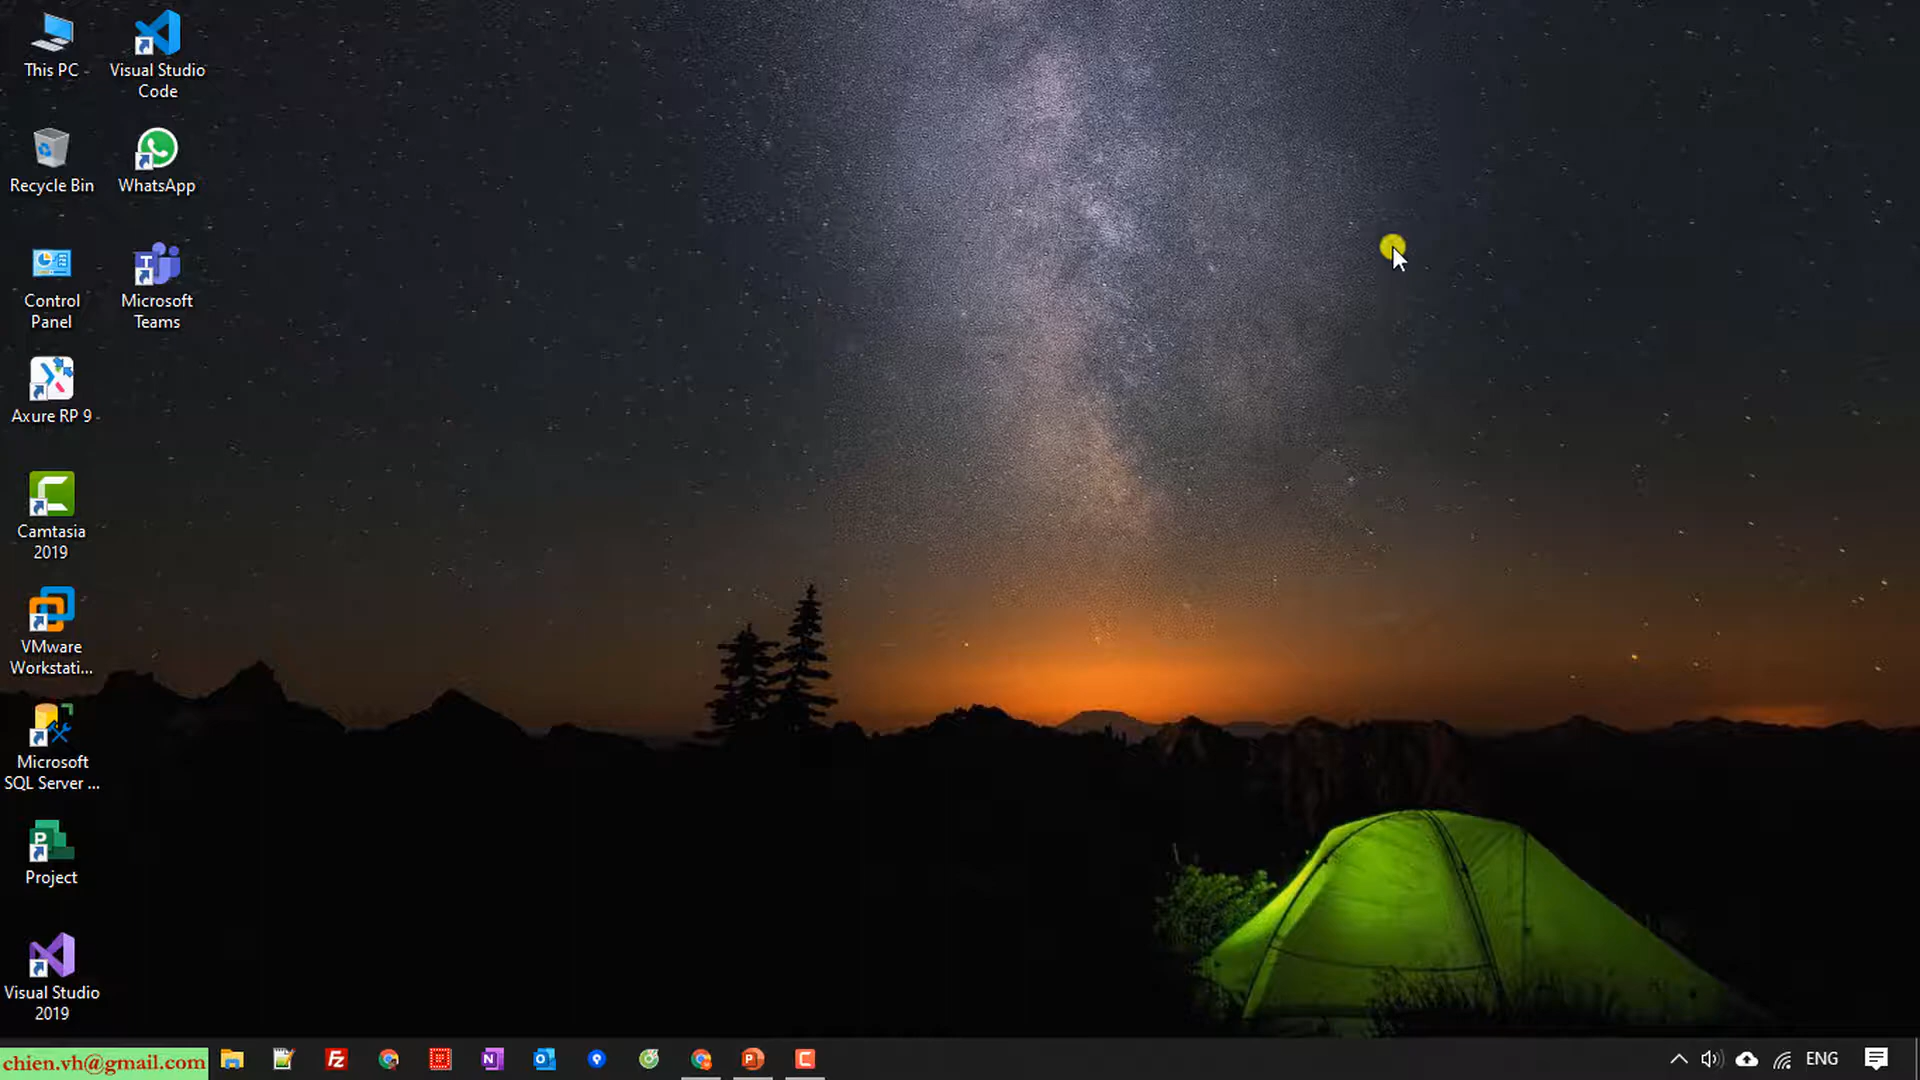 This PC
Visual Studio
Code
Recycle Bin
WhatsApp
Control
Panel
Microsoft
Teams
Axure RP 9
Camtasia
2019
VMware
Workstati...
Microsoft
SQL Server ...
Project
Visual Studio
2019
chien.vh@gmail.com
ENG